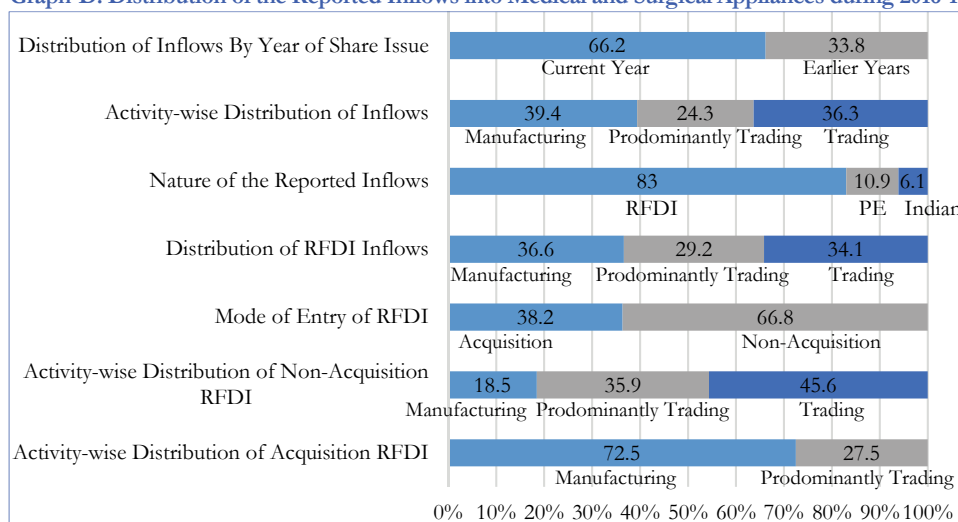 Distribution of Inflows By Year of Share Issue
66.2 33.8
Current Year Earlier Years
Activity-wise Distribution of Inflows
39.4 24.3 36.3
Manufacturing Prodominantly Trading Trading
Nature of the Reported Inflows
83 10.9 6.1
RFDI PE Indian
Distribution of RFDI Inflows
36.6 29.2 34.1
Manufacturing Prodominantly Trading Trading
Mode of Entry of RFDI
38.2 66.8
Acquisition Non-Acquisition
Activity-wise Distribution of Non-Acquisition
RFDI
18.5 35.9 45.6
Manufacturing Prodominantly Trading Trading
Activity-wise Distribution of Acquisition RFDI
72.5 27.5
Manufacturing Prodominantly Trading
0% 10% 20% 30% 40% 50% 60% 70% 80% 90% 100%